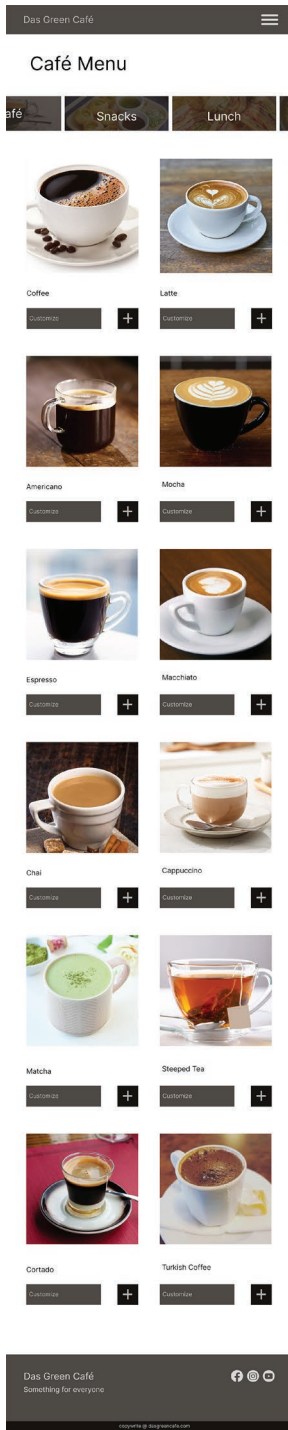 Das Green Café
Café Menu
afé
Snacks
Lunch
Coffee
Latte
Customize
+
Customize
+
Americano
Mocha
Customize
+
Customize
+
Espresso
Macchiato
Customize
+
Customize
+
Chai
Cappuccino
Customize
+
Customize
+
Matcha
Steeped Tea
Customize
+
Customize
+
Cortado
Turkish Coffee
Customize
+
Customize
+
Das Green Café
Something for everyone
copywrite @ dasgreencafe.com